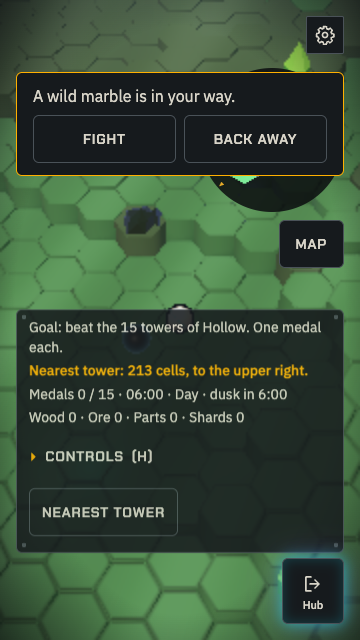 A wild marble is in your way.
FIGHT
BACK AWAY
MAP
Goal: beat the 15 towers of Hollow. One medal
each.
Nearest tower: 213 cells, to the upper right.
Medals 0 / 15 · 06:00 · Day · dusk in 6:00
Wood 0 · Ore 0 · Parts 0 · Shards 0
CONTROLS (H)
NEAREST TOWER
Hub